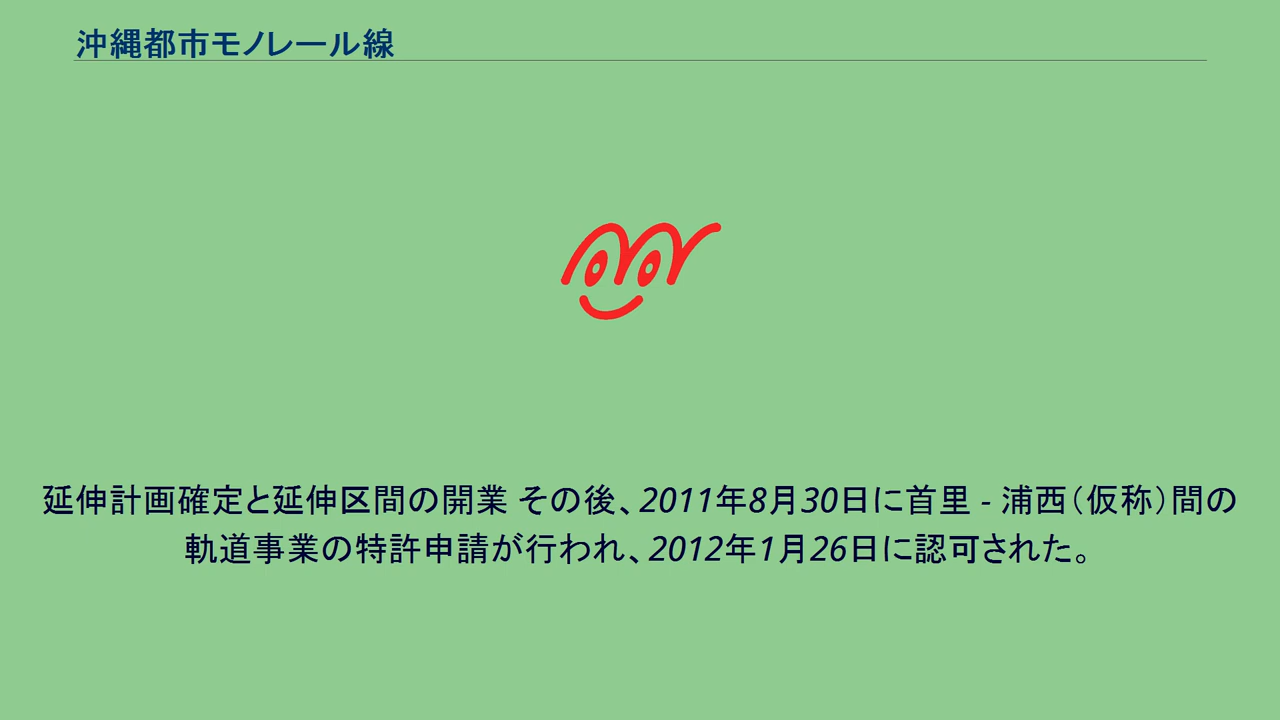 沖縄都市モノレール線
延伸計画確定と延伸区間の開業 その後、2011年8月30日に首里 - 浦西（仮称）間の
軌道事業の特許申請が行われ、2012年1月26日に認可された。